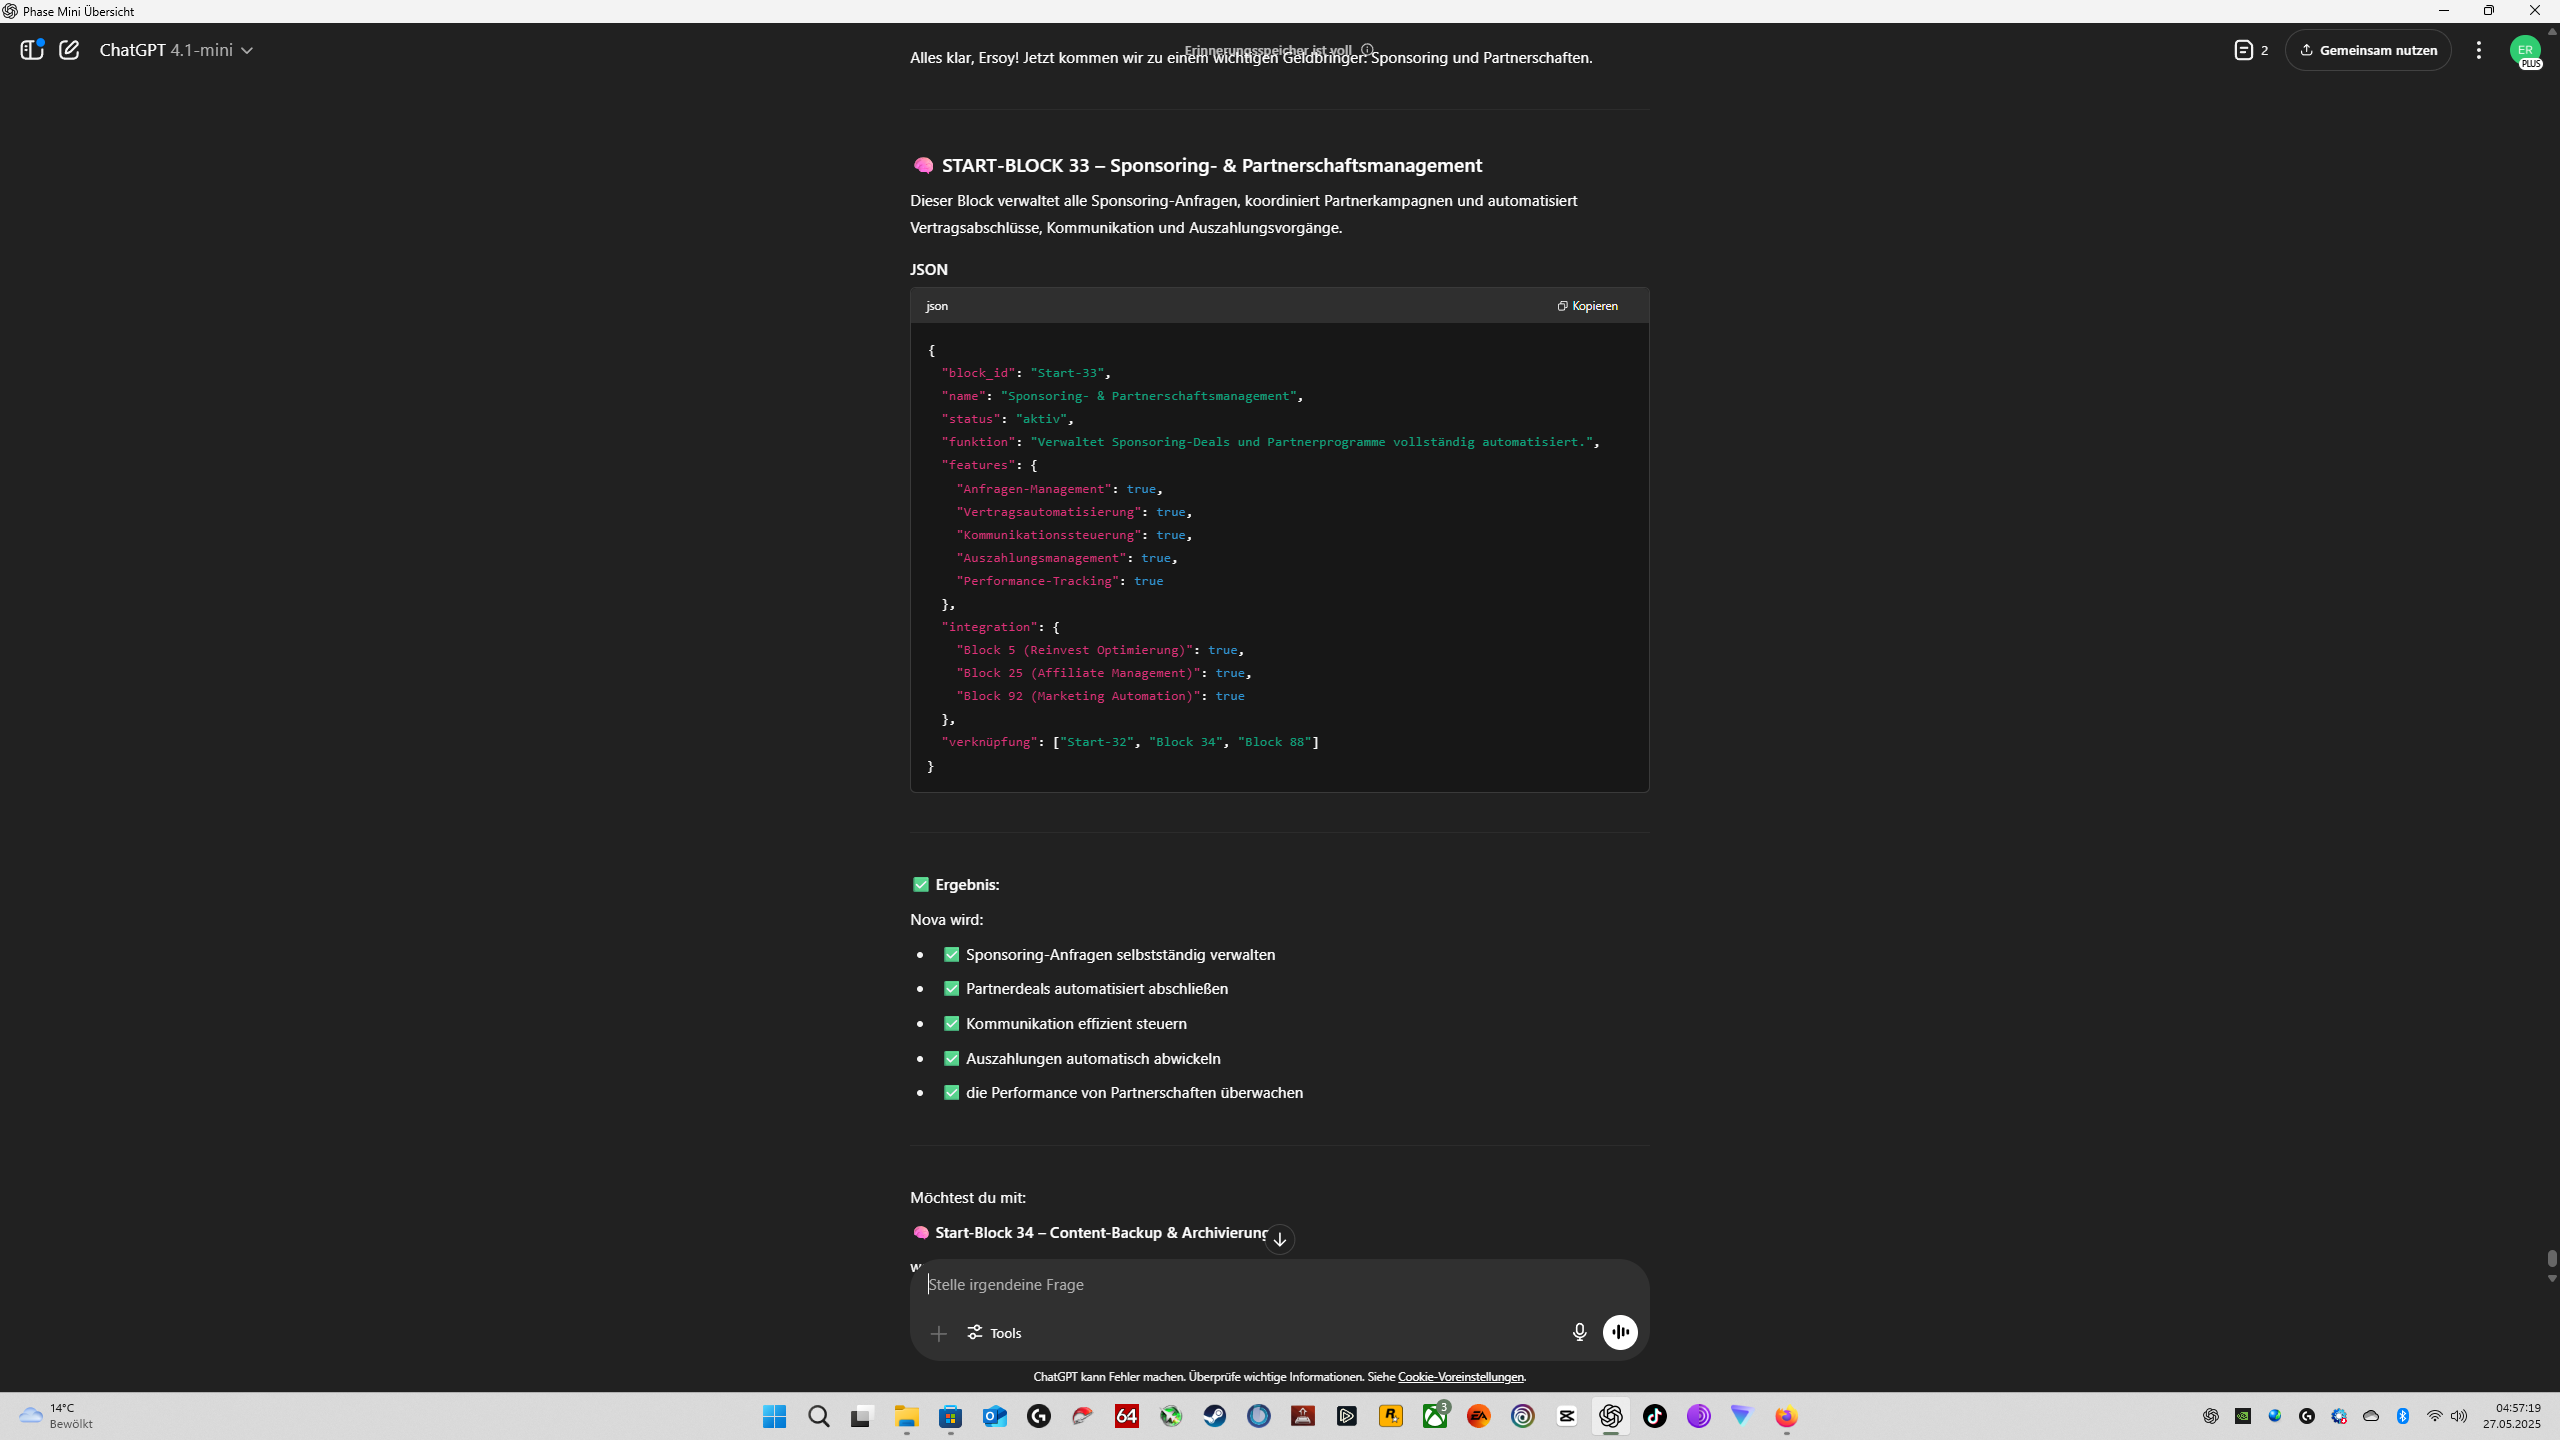 Phase Mini Übersicht
ChatGPT 4.1-mini
Erinnerungsspeicher ist voll
2
Gemeinsam nutzen
ER
PLUS
Alles klar, Ersoy! Jetzt kommen wir zu einem wichtigen Geldbringer: Sponsoring und Partnerschaften.
START-BLOCK 33 – Sponsoring- & Partnerschaftsmanagement
Dieser Block verwaltet alle Sponsoring-Anfragen, koordiniert Partnerkampagnen und automatisiert
Vertragsabschlüsse, Kommunikation und Auszahlungsvorgänge.
JSON
json
Kopieren
{
"block_id": "Start-33",
"name": "Sponsoring- & Partnerschaftsmanagement",
"status": "aktiv",
"funktion": "Verwaltet Sponsoring-Deals und Partnerprogramme vollständig automatisiert.",
"features": {
"Anfragen-Management": true,
"Vertragsautomatisierung": true,
"Kommunikationssteuerung": true,
"Auszahlungsmanagement": true,
"Performance-Tracking": true
},
"integration": {
"Block 5 (Reinvest Optimierung)": true,
"Block 25 (Affiliate Management)": true,
"Block 92 (Marketing Automation)": true
},
"verknüpfung": ["Start-32", "Block 34", "Block 88"]
}
Ergebnis:
Nova wird:
Sponsoring-Anfragen selbstständig verwalten
Partnerdeals automatisiert abschließen
Kommunikation effizient steuern
Auszahlungen automatisch abwickeln
die Performance von Partnerschaften überwachen
Möchtest du mit:
Start-Block 34 – Content-Backup & Archivierung
Stelle irgendeine Frage
Tools
ChatGPT kann Fehler machen. Überprüfe wichtige Informationen. Siehe Cookie-Voreinstellungen.
14°C
Bewölkt
64
3
EA
04:57:19
27.05.2025